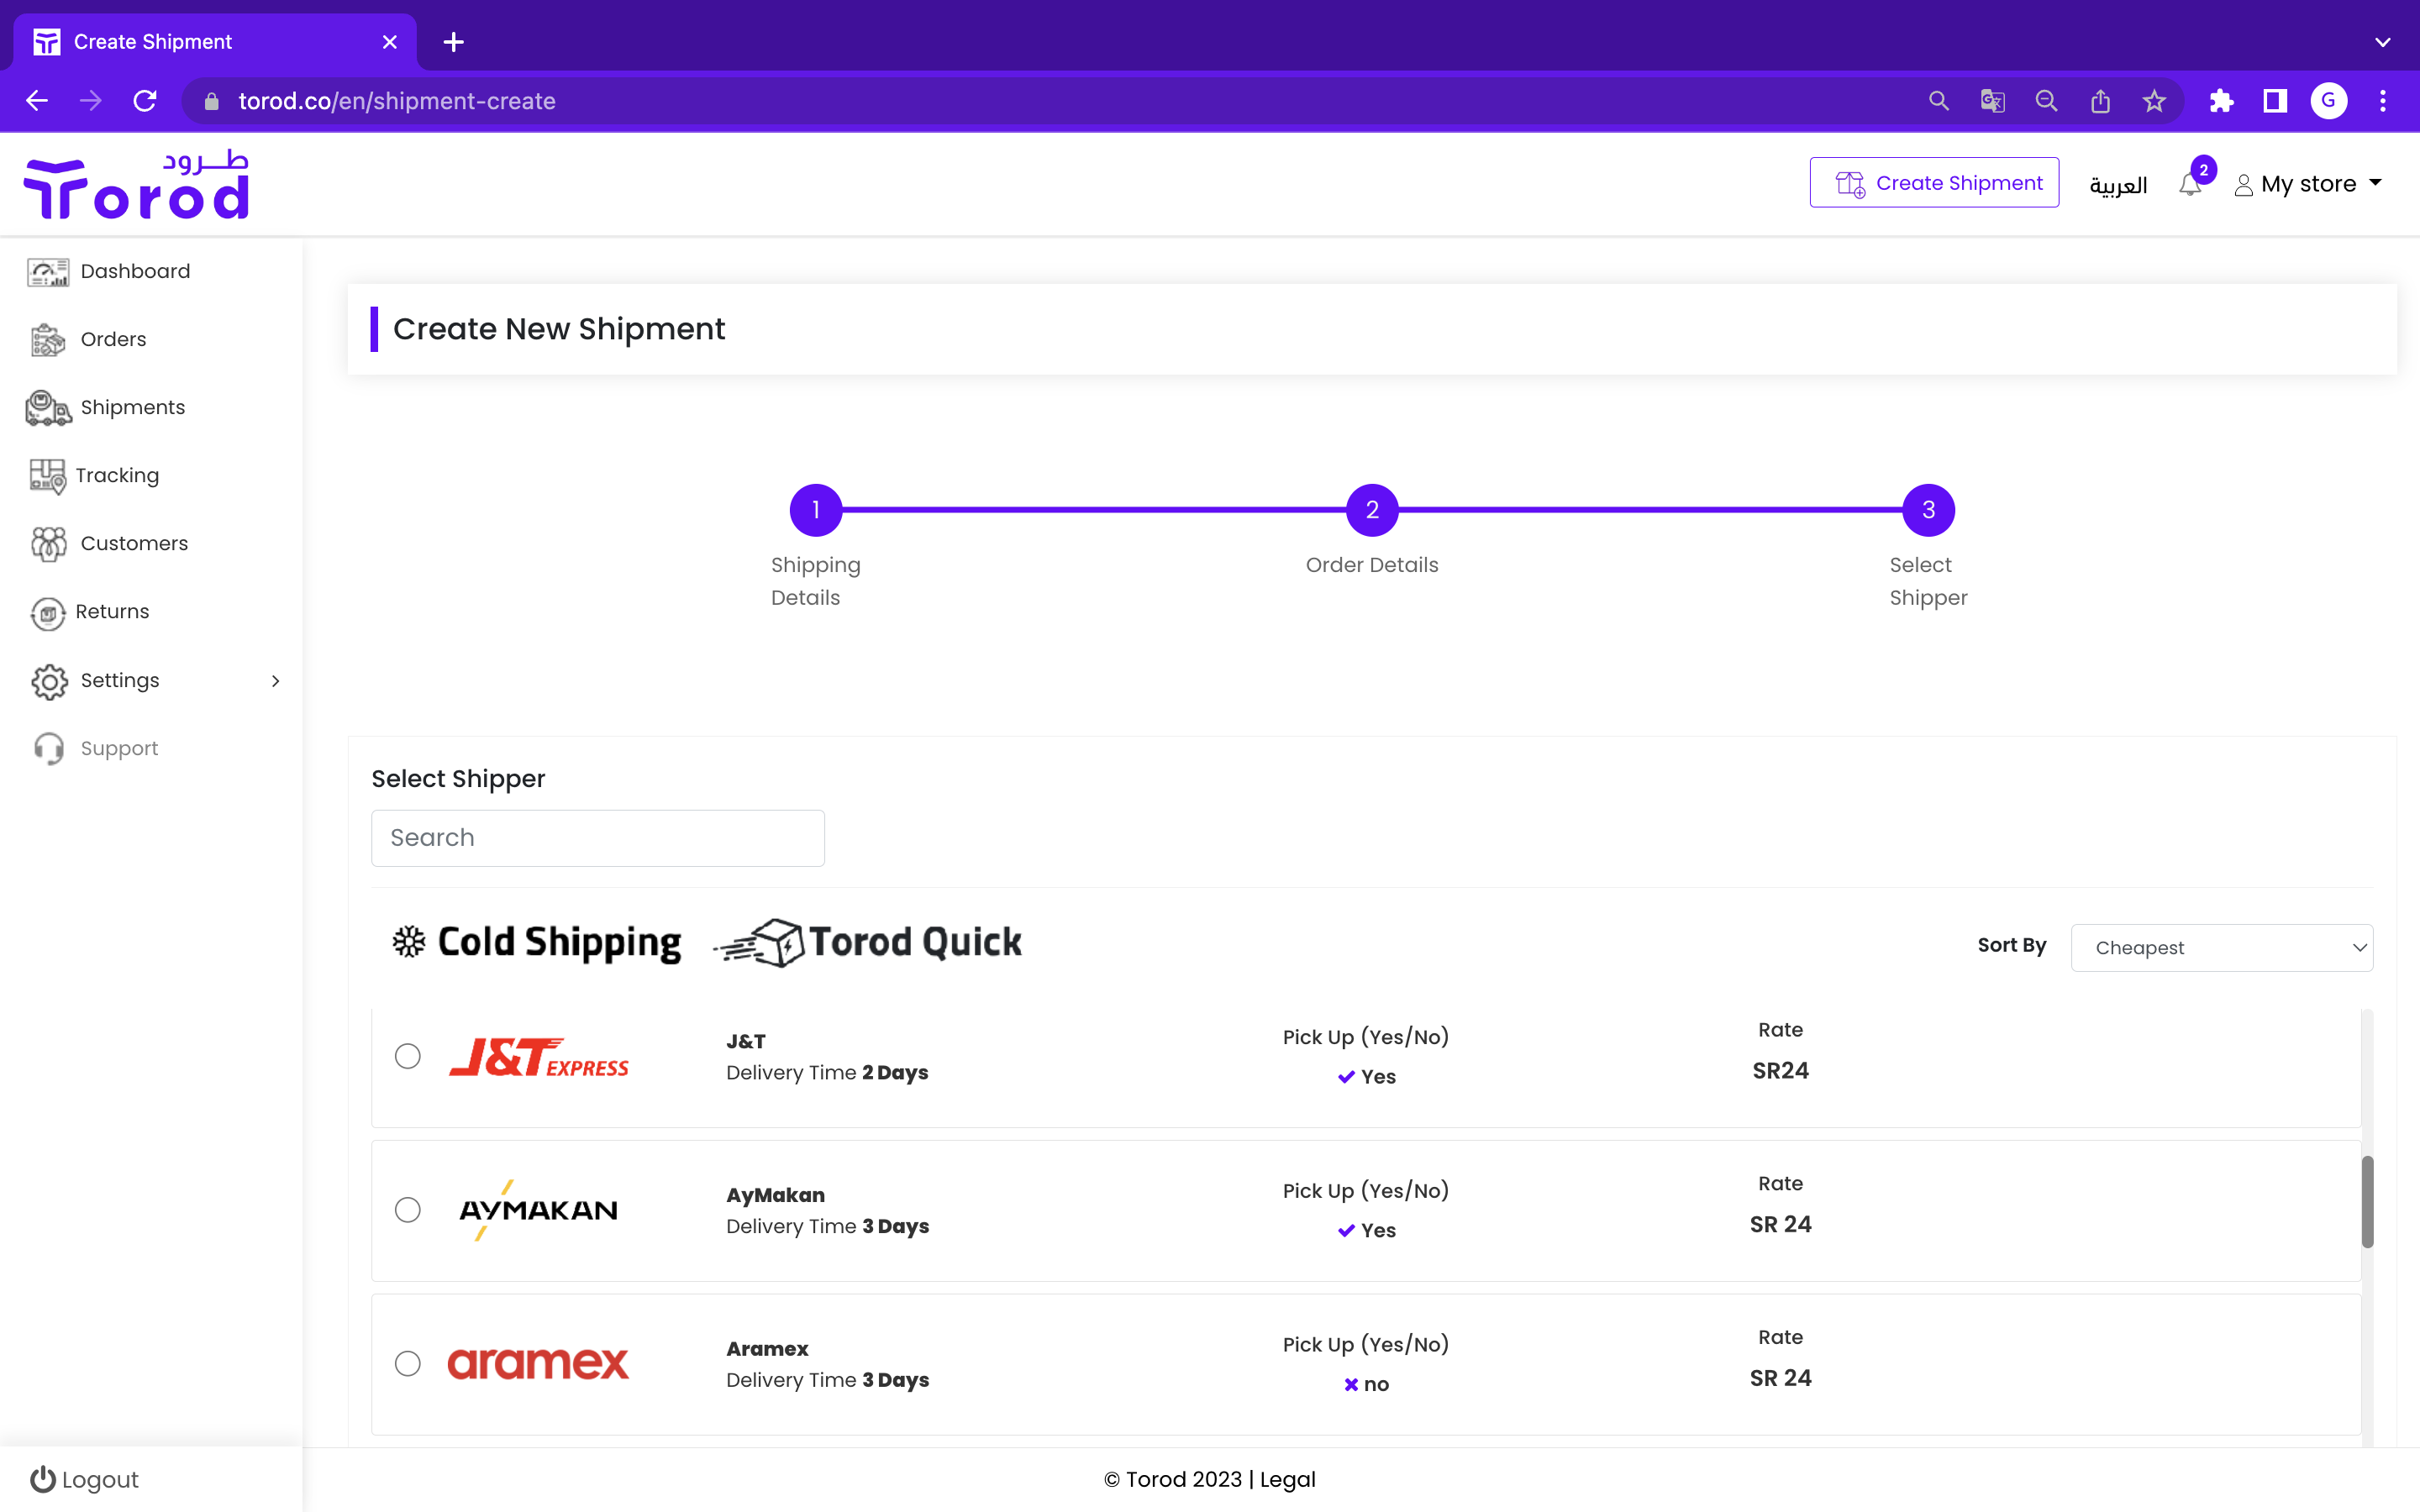 Create Shipment
torod.co/en/shipment-create
G
طرود
Torod
Create Shipment
العربية
2
My store
Dashboard
Orders
Shipments
Tracking
Customers
Returns
Settings
Support
Logout
Create New Shipment
1
2
3
Shipping
Details
Order Details
Select
Shipper
Select Shipper
Search
Cold Shipping
Torod Quick
Sort By
Cheapest
J&T EXPRESS
J&T
Delivery Time 2 Days
Pick Up (Yes/No)
Yes
Rate
SR24
AYMAKAN
AyMakan
Delivery Time 3 Days
Pick Up (Yes/No)
Yes
Rate
SR 24
aramex
Aramex
Delivery Time 3 Days
Pick Up (Yes/No)
no
Rate
SR 24
© Torod 2023 | Legal